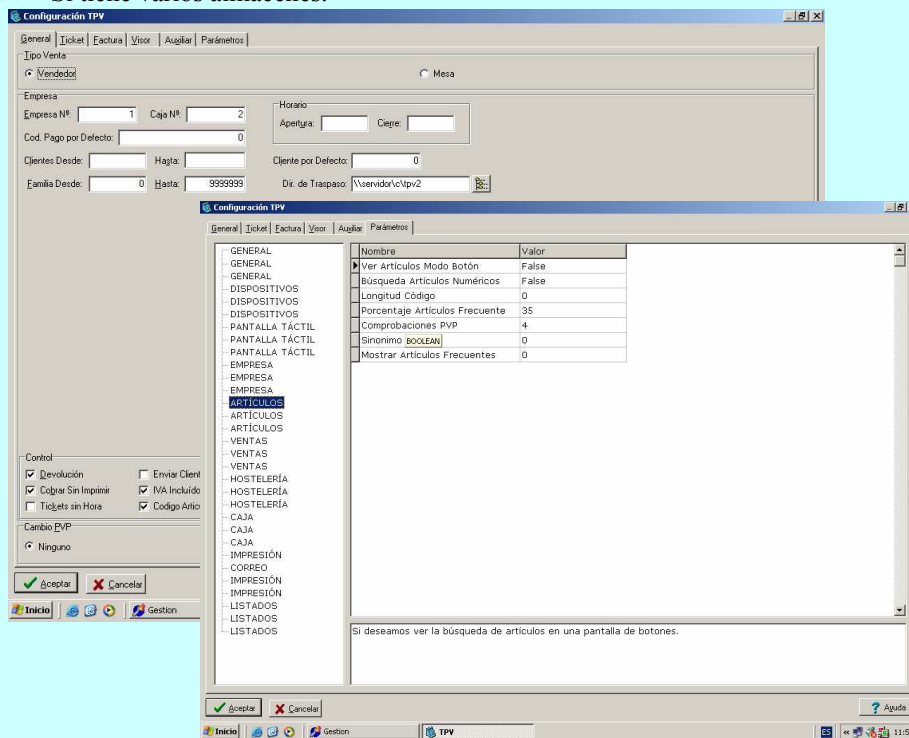 Si tiene varios almacenes.
Configuración TPV
General Ticket Factura Visor Auxiliar Parámetros
Tipo Venta
Vendedor Mesa
Empresa
Empresa Nº: 1 Caja Nº: 2
Horario
Apertura: Cierre:
Cod. Pago por Defecto: 0
Clientes Desde: Hasta: Cliente por Defecto: 0
Familia Desde: 0 Hasta: 9999999 Dir. de Traspaso: \\servidor\c\tpv2
Control
Devolución Enviar Client
Cobrar Sin Imprimir IVA Incluído
Tickets sin Hora Codigo Artic
Cambio PVP
Ninguno
Aceptar Cancelar
Inicio Gestion
Configuración TPV
General Ticket Factura Visor Auxiliar Parámetros
GENERAL
GENERAL
GENERAL
DISPOSITIVOS
DISPOSITIVOS
DISPOSITIVOS
PANTALLA TÁCTIL
PANTALLA TÁCTIL
PANTALLA TÁCTIL
EMPRESA
EMPRESA
EMPRESA
ARTÍCULOS
ARTÍCULOS
ARTÍCULOS
VENTAS
VENTAS
VENTAS
HOSTELERÍA
HOSTELERÍA
HOSTELERÍA
CAJA
CAJA
CAJA
IMPRESIÓN
CORREO
IMPRESIÓN
IMPRESIÓN
LISTADOS
LISTADOS
LISTADOS
Nombre Valor
Ver Artículos Modo Botón False
Búsqueda Artículos Numéricos False
Longitud Código 0
Porcentaje Artículos Frecuente 35
Comprobaciones PVP 4
Sinonimo BOOLEAN 0
Mostrar Artículos Frecuentes 0
Si deseamos ver la búsqueda de artículos en una pantalla de botones.
Aceptar Cancelar Ayuda
Inicio Gestion TPV ES « 11:5